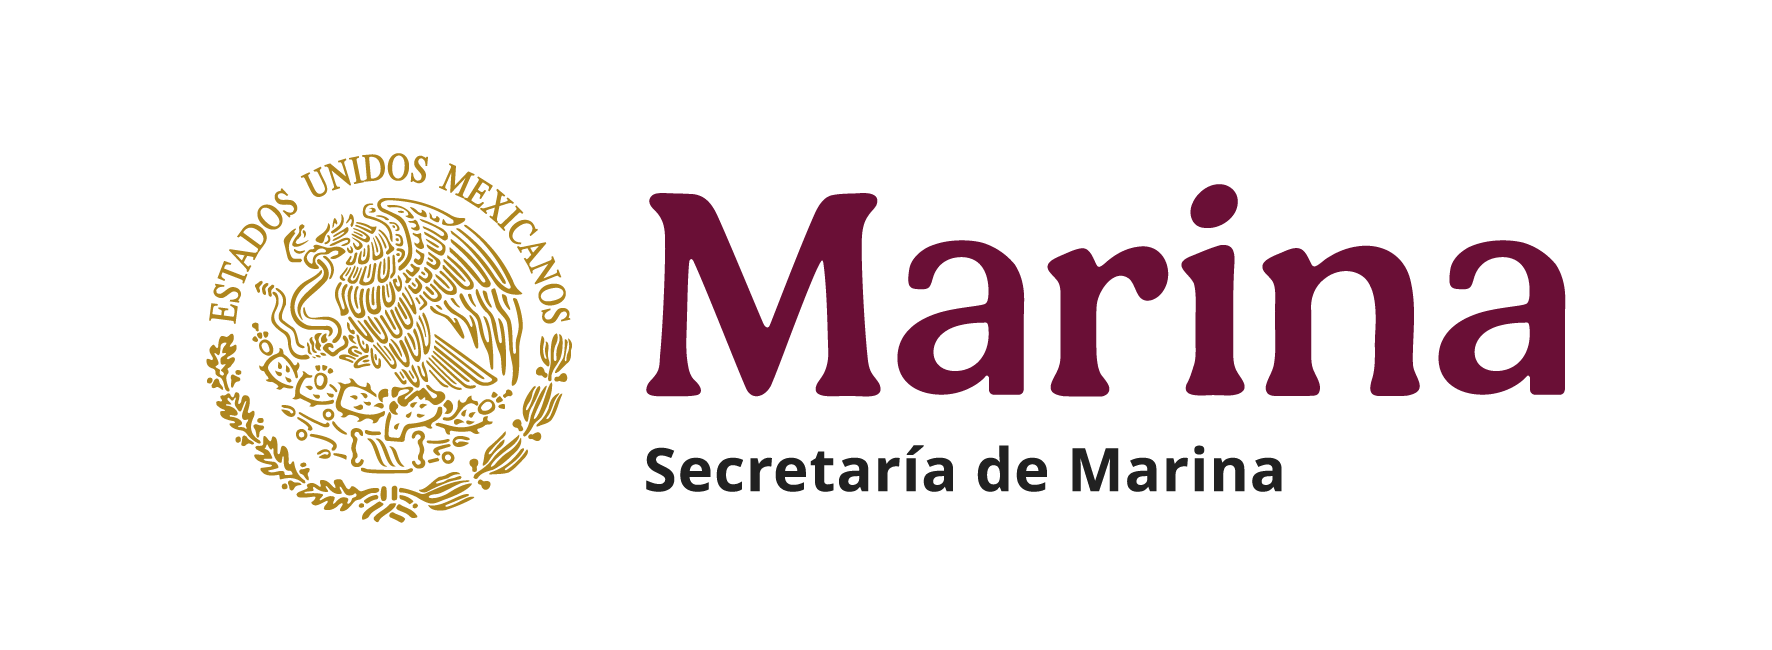 ESTADOS UNIDOS MEXICANOS
Marina
Secretaría de Marina